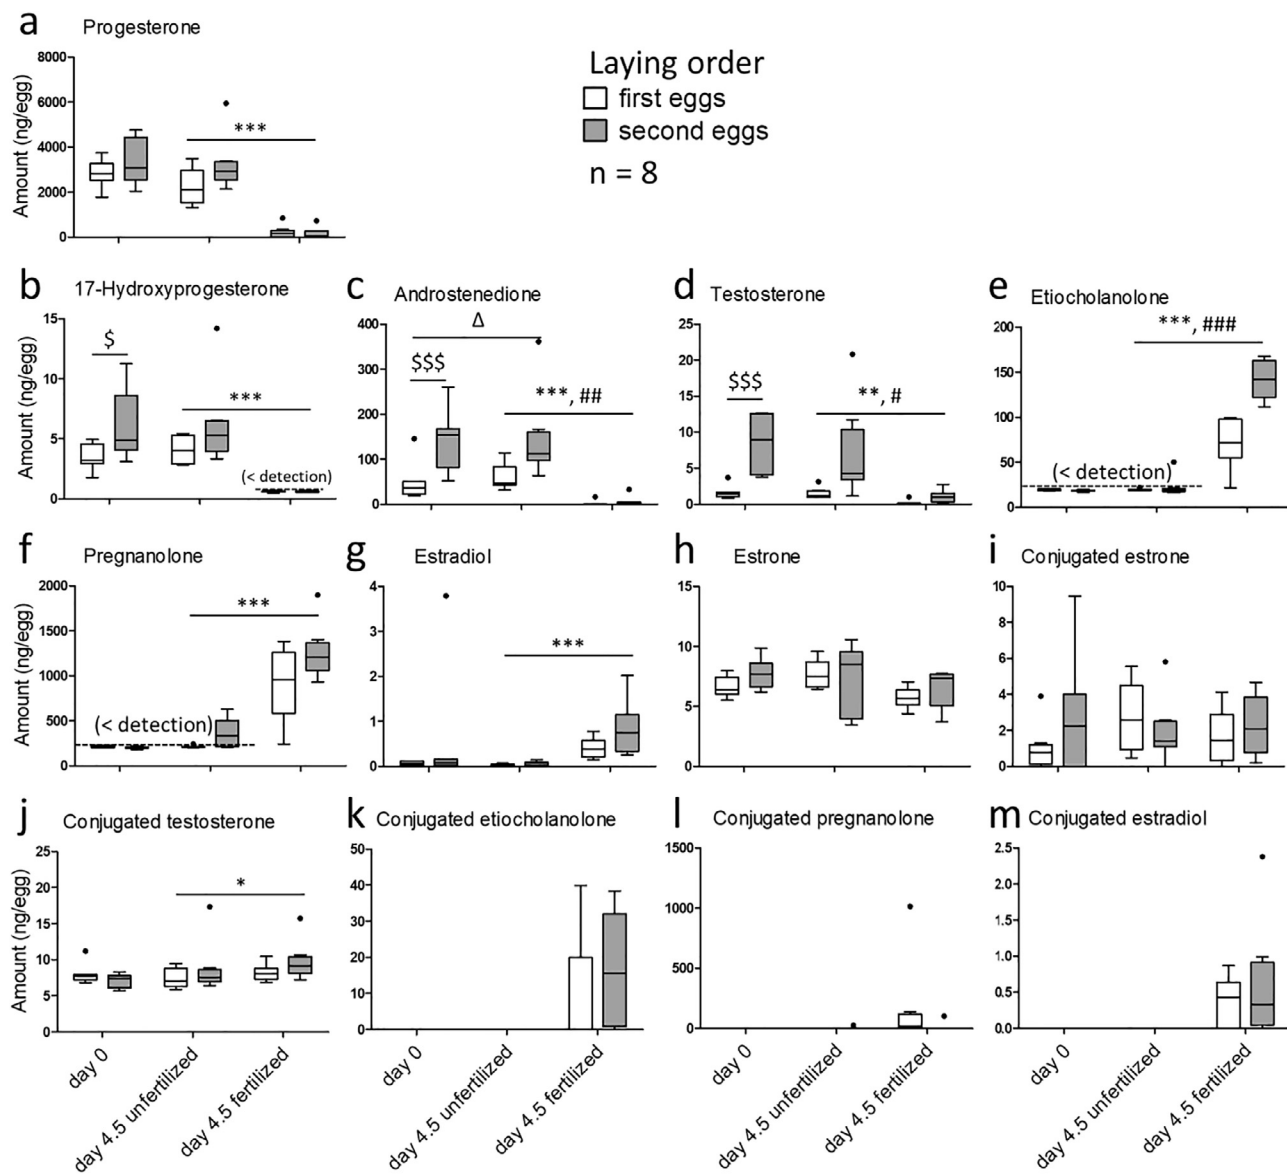 a Progesterone
Amount (ng/egg)
8000
6000
4000
2000
0
***
Laying order
first eggs
second eggs
n = 8
b 17-Hydroxyprogesterone
Amount (ng/egg)
15
10
5
0
$
***
(< detection)
c Androstenedione
400
300
200
100
0
Δ
$$$
***, ##
d Testosterone
25
20
15
10
5
0
$$$
**, #
e Etiocholanolone
200
150
100
50
0
***, ###
(< detection)
f Pregnanolone
Amount (ng/egg)
2000
1500
1000
500
0
***
(< detection)
g Estradiol
4
3
2
1
0
***
h Estrone
15
10
5
0
i Conjugated estrone
10
8
6
4
2
0
j Conjugated testosterone
Amount (ng/egg)
25
20
15
10
5
0
*
day 0
day 4.5 unfertilized
day 4.5 fertilized
k Conjugated etiocholanolone
50
40
30
20
10
0
day 0
day 4.5 unfertilized
day 4.5 fertilized
l Conjugated pregnanolone
1500
1000
500
0
day 0
day 4.5 unfertilized
day 4.5 fertilized
m Conjugated estradiol
2.5
2.0
1.5
1.0
0.5
0.0
day 0
day 4.5 unfertilized
day 4.5 fertilized